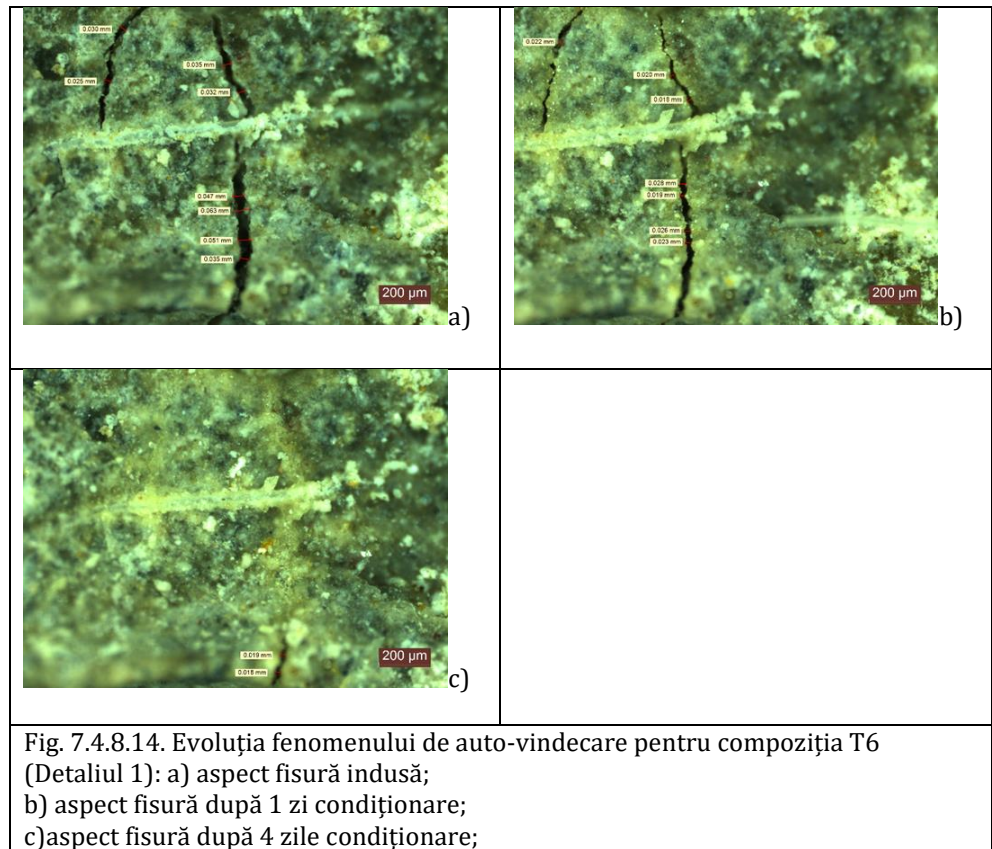 0.030 mm
0.025 mm
0.035 mm
0.032 mm
0.047 mm
0.063 mm
0.051 mm
0.035 mm
200 µm
a)
0.022 mm
0.020 mm
0.018 mm
0.028 mm
0.019 mm
0.026 mm
0.023 mm
200 µm
b)
0.019 mm
0.018 mm
200 µm
c)
Fig. 7.4.8.14. Evoluția fenomenului de auto-vindecare pentru compoziția T6
(Detaliul 1): a) aspect fisură indusă;
b) aspect fisură după 1 zi condiționare;
c)aspect fisură după 4 zile condiționare;